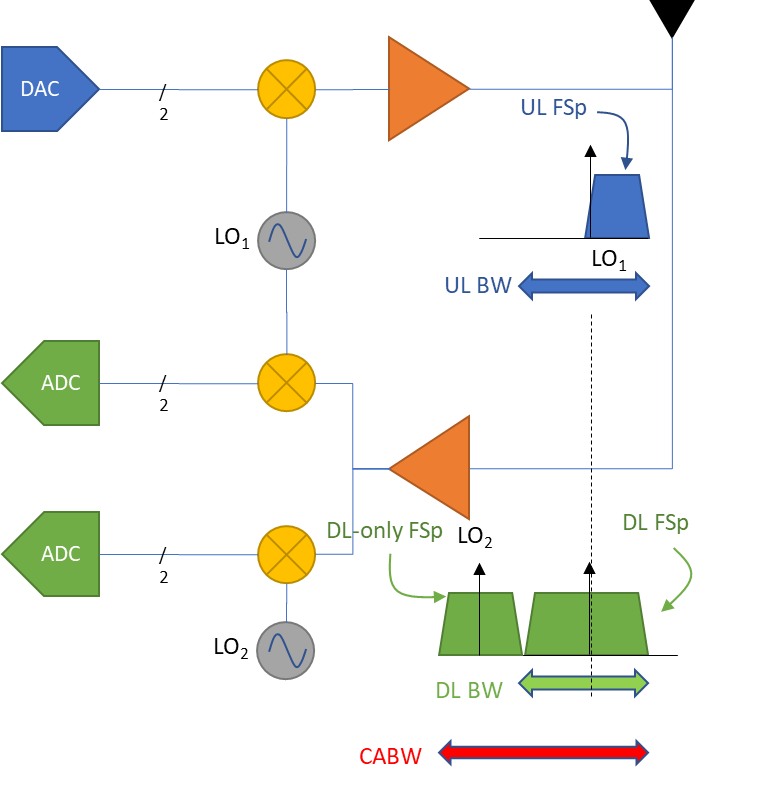 DAC
/
2
UL FSp
LO1
LO1
UL BW
ADC
/
2
DL-only FSp
LO2
DL FSp
ADC
/
2
LO2
DL BW
CABW